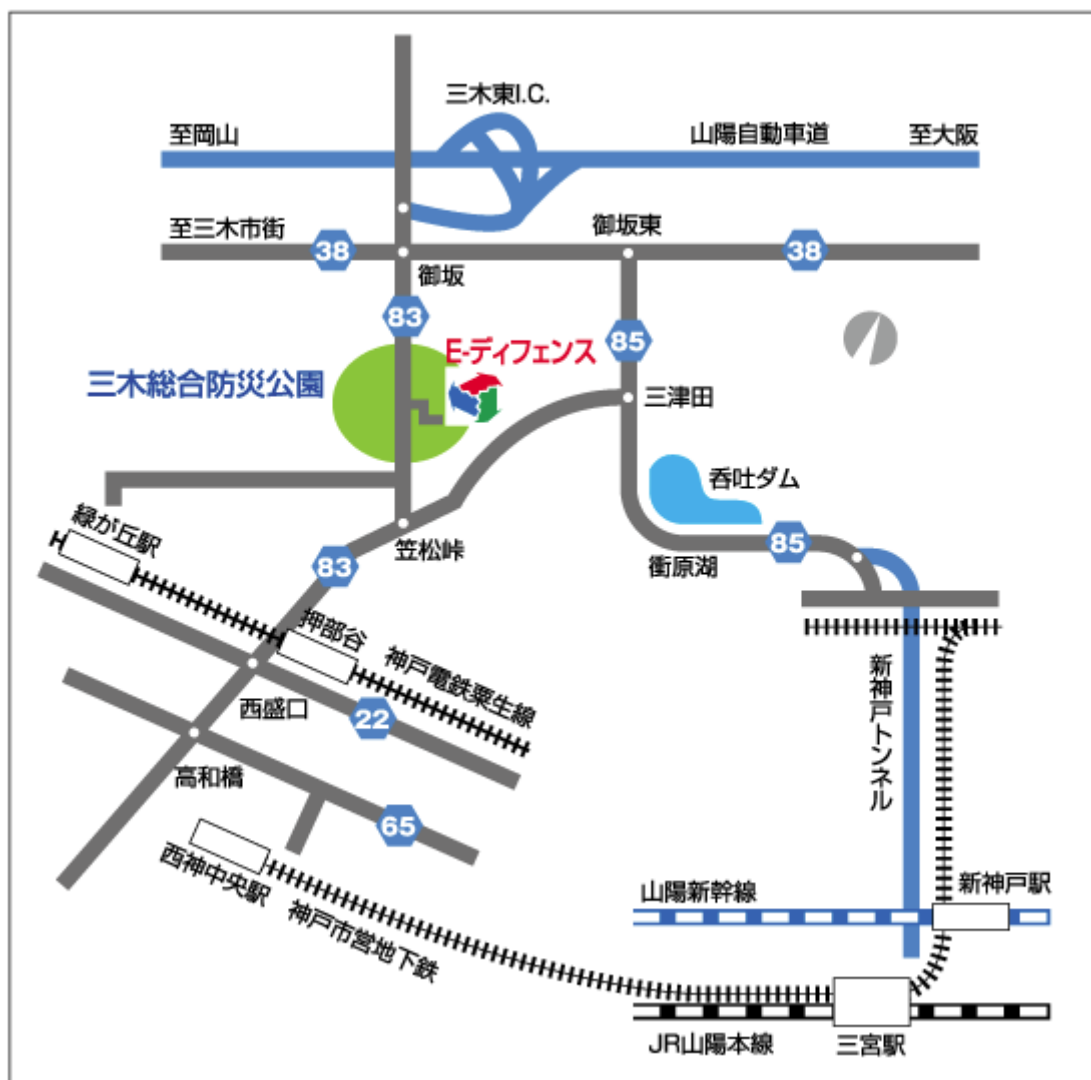 三木東I.C.
至岡山
山陽自動車道
至大阪
至三木市街
御坂東
38
38
御坂
83
85
E-ディフェンス
三木総合防災公園
三津田
呑吐ダム
緑が丘駅
笠松峠
85
衝原湖
83
押部谷
神戸電鉄粟生線
新神戸トンネル
西盛口
22
高和橋
65
西神中央駅
神戸市営地下鉄
山陽新幹線
新神戸駅
JR山陽本線
三宮駅